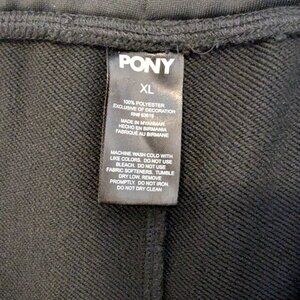 PONY
XL
100% POLYESTER
EXCLUSIVE OF DECORATION
MADE IN MYANMAR
HECHO EN BIRMANIA
FABRIQUÉ AU BIRMANIE
MACHINE WASH COLD WITH
LIKE COLORS. DO NOT USE
BLEACH. DO NOT USE
FABRIC SOFTENERS. TUMBLE
DRY LOW. REMOVE
PROMPTLY. DO NOT IRON.
DO NOT DRY CLEAN